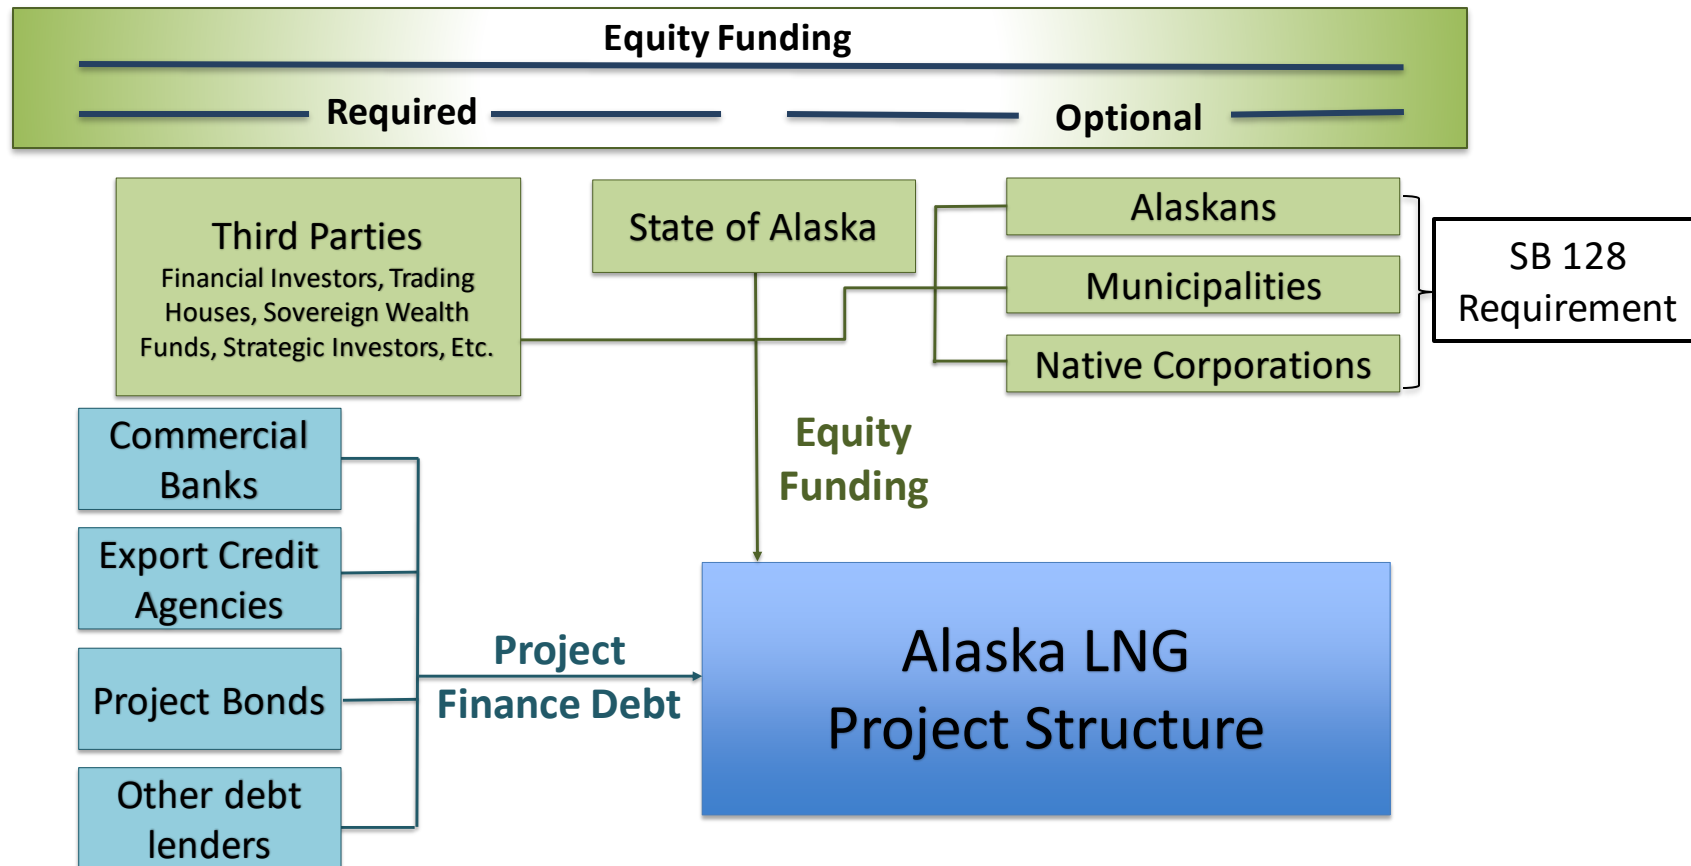 Equity Funding
Required
Optional
Third Parties
Financial Investors, Trading
Houses, Sovereign Wealth
Funds, Strategic Investors, Etc.
State of Alaska
Alaskans
Municipalities
Native Corporations
SB 128
Requirement
Equity
Funding
Commercial
Banks
Export Credit
Agencies
Project Bonds
Other debt
lenders
Project
Finance Debt
Alaska LNG
Project Structure